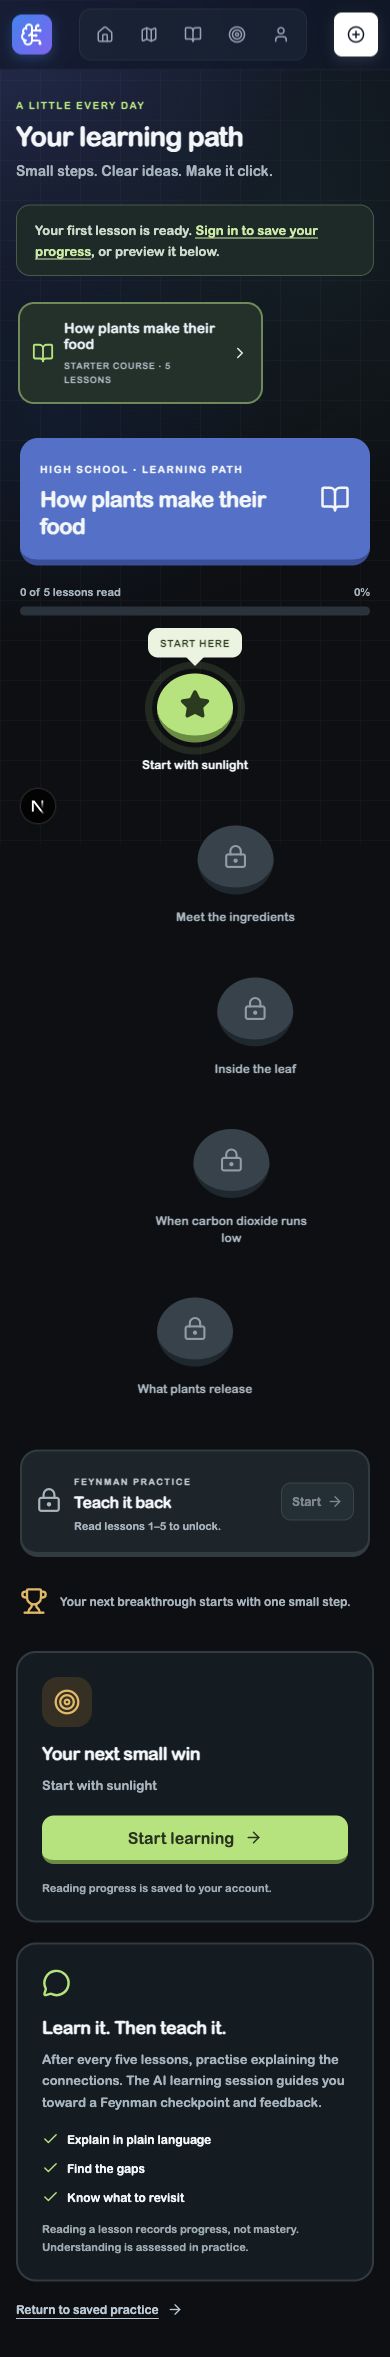 A LITTLE EVERY DAY
Your learning path
Small steps. Clear ideas. Make it click.
Your first lesson is ready. Sign in to save your
progress, or preview it below.
How plants make their
food
STARTER COURSE · 5
LESSONS
HIGH SCHOOL · LEARNING PATH
How plants make their
food
0 of 5 lessons read 0%
START HERE
Start with sunlight
N
Meet the ingredients
Inside the leaf
When carbon dioxide runs
low
What plants release
FEYNMAN PRACTICE
Teach it back
Read lessons 1–5 to unlock.
Start
Your next breakthrough starts with one small step.
Your next small win
Start with sunlight
Start learning
Reading progress is saved to your account.
Learn it. Then teach it.
After every five lessons, practise explaining the
connections. The AI learning session guides you
toward a Feynman checkpoint and feedback.
Explain in plain language
Find the gaps
Know what to revisit
Reading a lesson records progress, not mastery.
Understanding is assessed in practice.
Return to saved practice